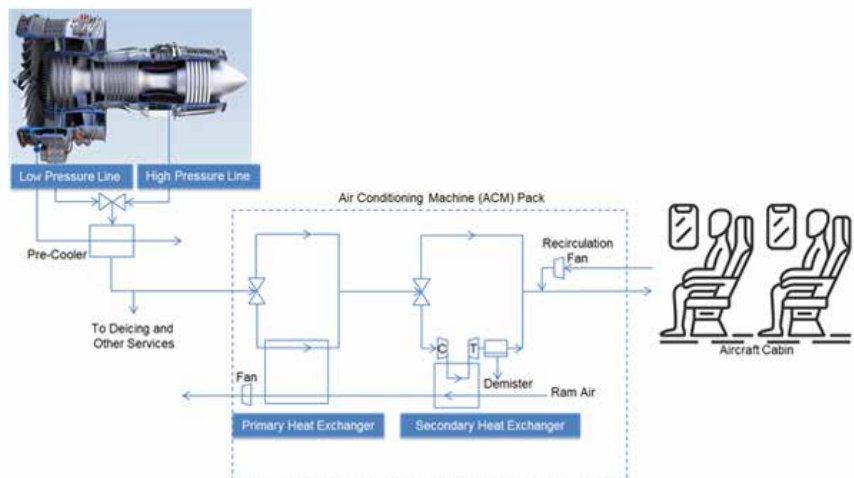 Low Pressure Line
High Pressure Line
Air Conditioning Machine (ACM) Pack
Pre-Cooler
Recirculation
Fan
To Deicing and
Other Services
C
T
Aircraft Cabin
Fan
Demister
Ram Air
Primary Heat Exchanger
Secondary Heat Exchanger